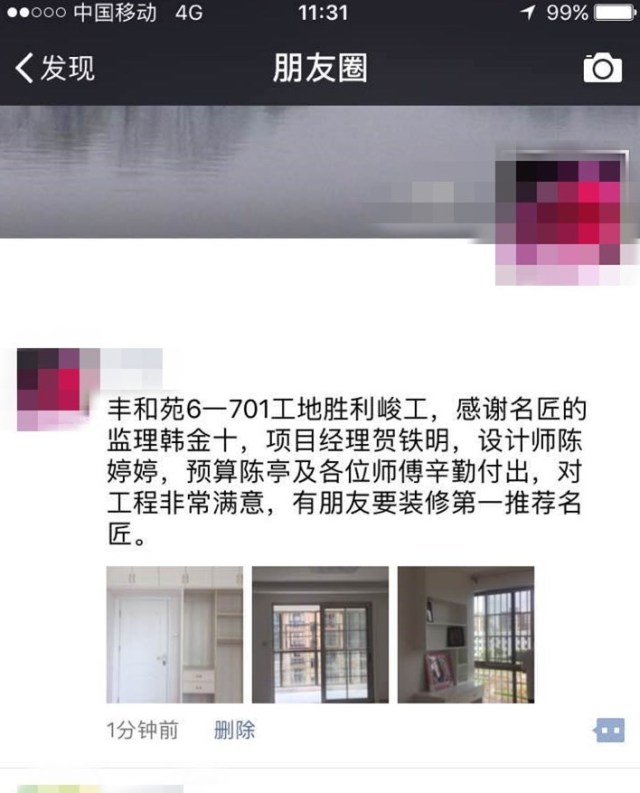 中国移动 4G 11:31 99%
发现 朋友圈
丰和苑6—701工地胜利峻工，感谢名匠的
监理韩金十，项目经理贺铁明，设计师陈
婷婷，预算陈亭及各位师傅辛勤付出，对
工程非常满意，有朋友要装修第一推荐名
匠。
1分钟前 删除